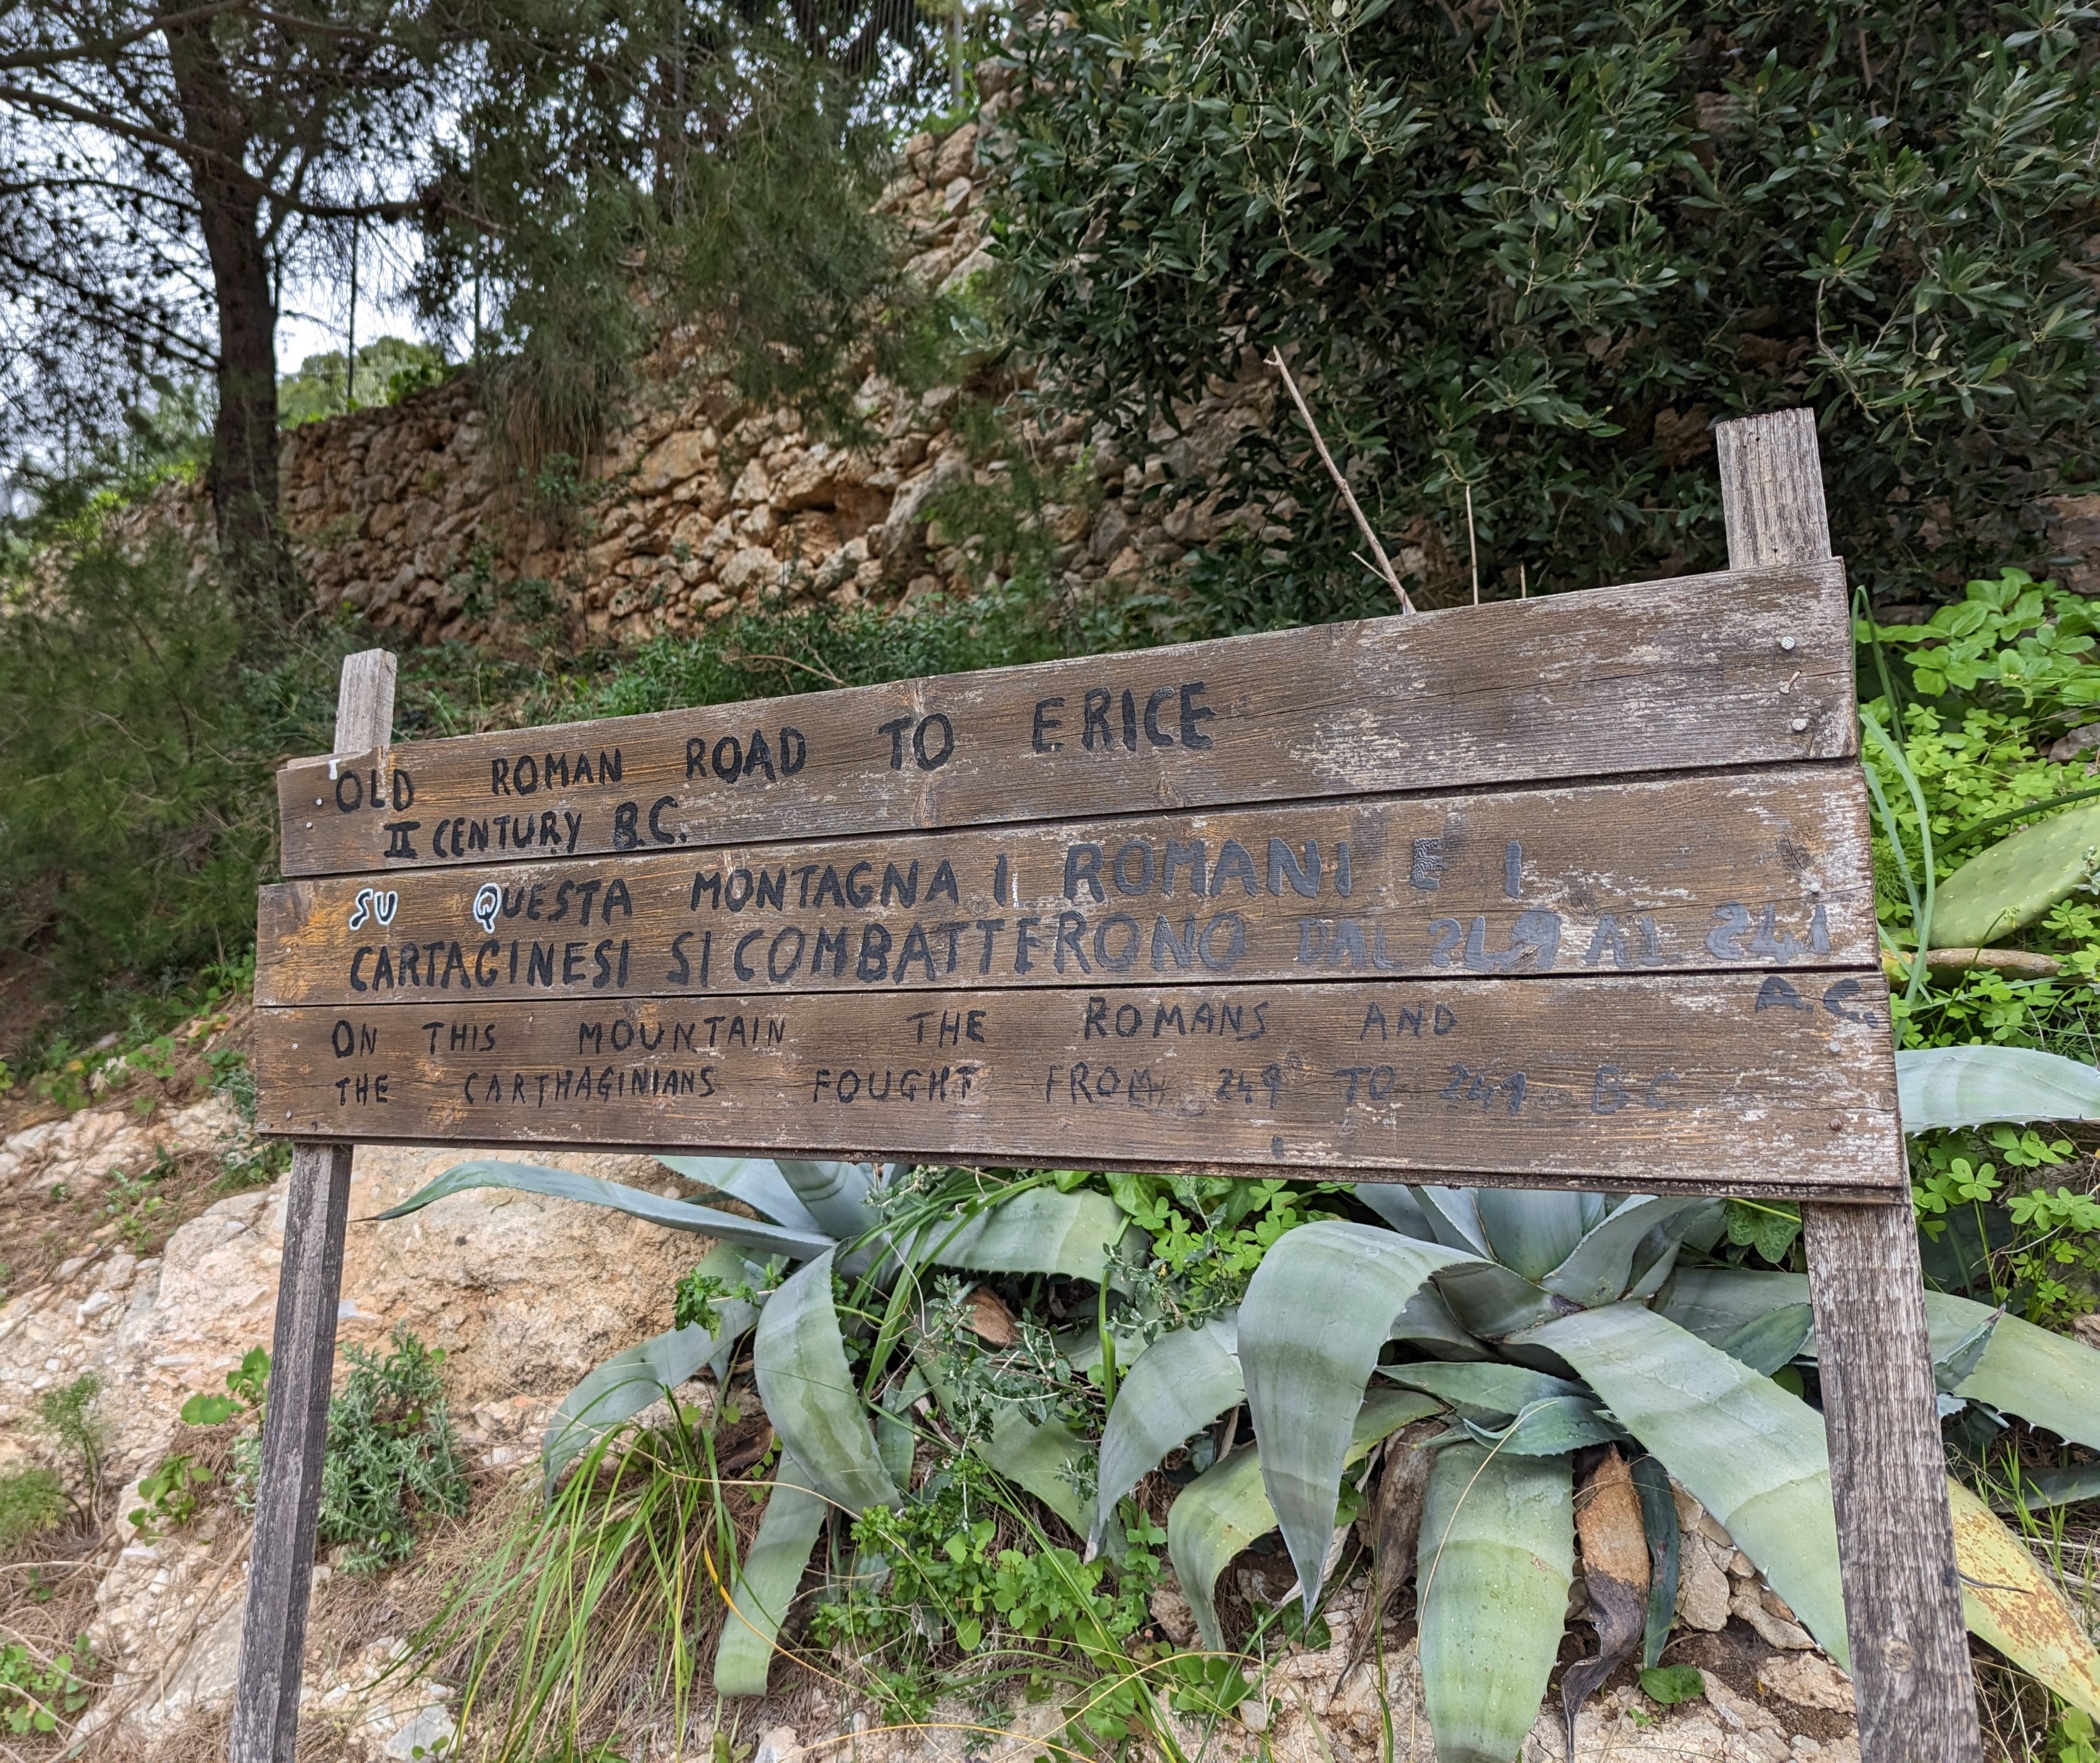 OLD ROMAN ROAD TO ERICE
II CENTURY B.C.
SU QUESTA MONTAGNA I ROMANI E I
CARTAGINESI SI COMBATTERONO DAL 249 AL 241
A.C.
ON THIS MOUNTAIN THE ROMANS AND
THE CARTHAGINIANS FOUGHT FROM 249 TO 241 B.C